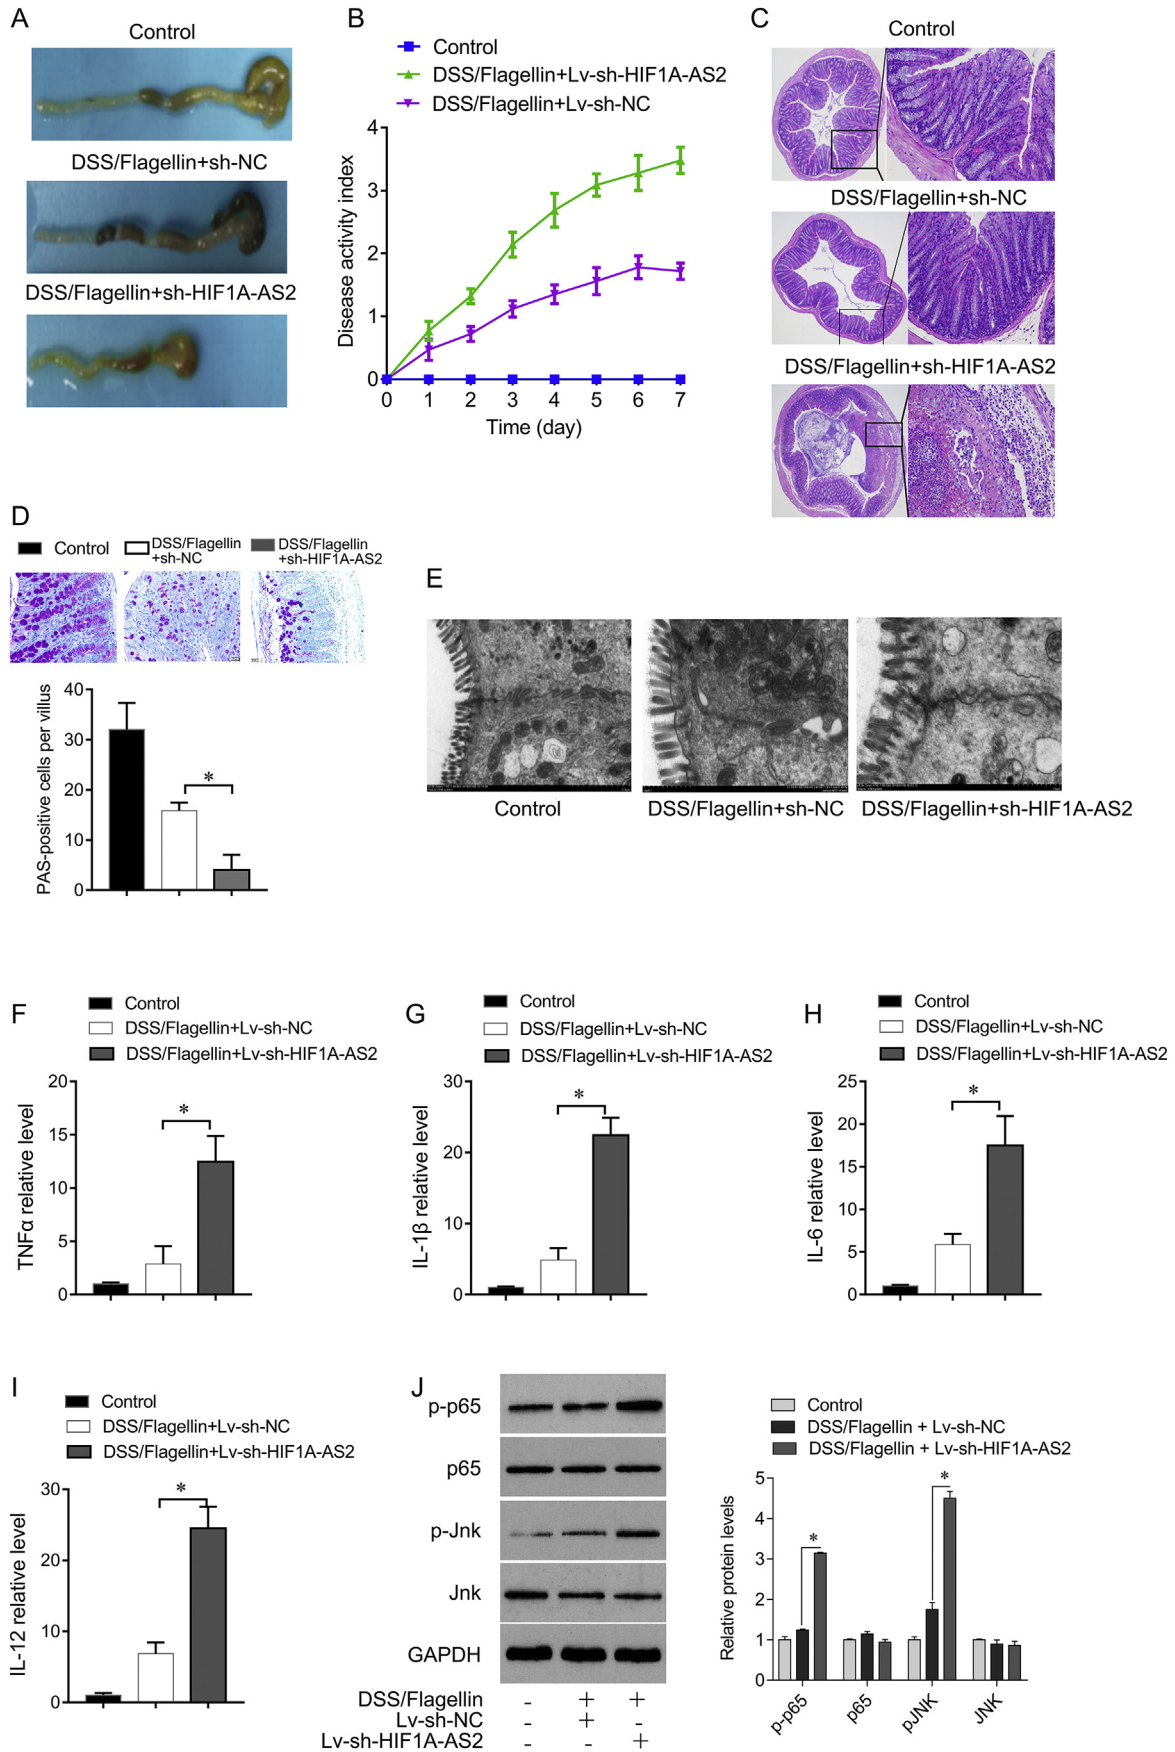 A
Control
DSS/Flagellin+sh-NC
DSS/Flagellin+sh-HIF1A-AS2
B
Control
DSS/Flagellin+Lv-sh-HIF1A-AS2
DSS/Flagellin+Lv-sh-NC
Disease activity index
4
3
2
1
0
0 1 2 3 4 5 6 7
Time (day)
C
Control
DSS/Flagellin+sh-NC
DSS/Flagellin+sh-HIF1A-AS2
D
Control
DSS/Flagellin
+sh-NC
DSS/Flagellin
+sh-HIF1A-AS2
PAS-positive cells per villus
40
30
20
10
0
*
E
Control
DSS/Flagellin+sh-NC
DSS/Flagellin+sh-HIF1A-AS2
F
Control
DSS/Flagellin+Lv-sh-NC
DSS/Flagellin+Lv-sh-HIF1A-AS2
TNFα relative level
20
15
10
5
0
*
G
Control
DSS/Flagellin+Lv-sh-NC
DSS/Flagellin+Lv-sh-HIF1A-AS2
IL-1β relative level
30
20
10
0
*
H
Control
DSS/Flagellin+Lv-sh-NC
DSS/Flagellin+Lv-sh-HIF1A-AS2
IL-6 relative level
25
20
15
10
5
0
*
I
Control
DSS/Flagellin+Lv-sh-NC
DSS/Flagellin+Lv-sh-HIF1A-AS2
IL-12 relative level
30
20
10
0
*
J
p-p65
p65
p-Jnk
Jnk
GAPDH
DSS/Flagellin - + +
Lv-sh-NC - + -
Lv-sh-HIF1A-AS2 - - +
Control
DSS/Flagellin + Lv-sh-NC
DSS/Flagellin + Lv-sh-HIF1A-AS2
Relative protein levels
5
4
3
2
1
0
*
*
p-p65 p65 pJNK JNK